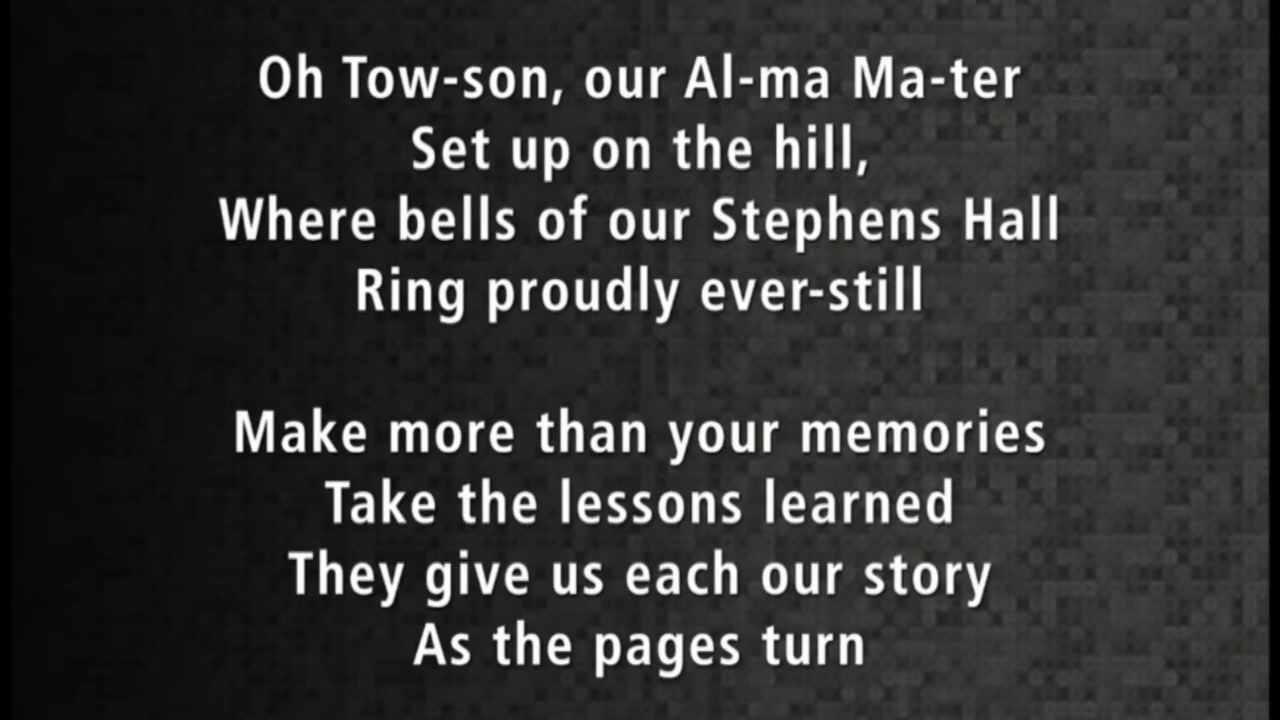 Oh Tow-son, our Al-ma Ma-ter
Set up on the hill,
Where bells of our Stephens Hall
Ring proudly ever-still
Make more than your memories
Take the lessons learned
They give us each our story
As the pages turn